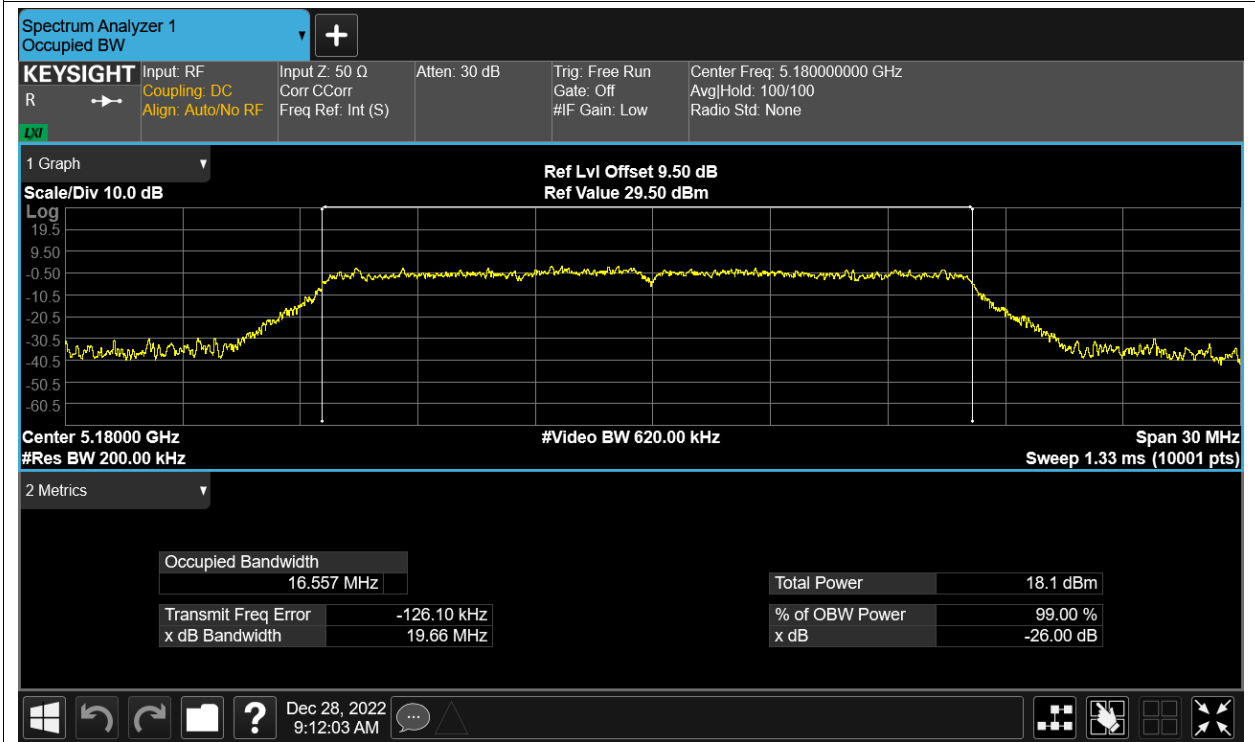 Spectrum Analyzer 1
Occupied BW
KEYSIGHT
R
LXI
Input: RF
Coupling: DC
Align: Auto/No RF
Input Z: 50 Ω
Corr CCorr
Freq Ref: Int (S)
Atten: 30 dB
Trig: Free Run
Gate: Off
#IF Gain: Low
Center Freq: 5.180000000 GHz
Avg|Hold: 100/100
Radio Std: None
1 Graph
Scale/Div 10.0 dB
Ref Lvl Offset 9.50 dB
Ref Value 29.50 dBm
Log
19.5
9.50
-0.50
-10.5
-20.5
-30.5
-40.5
-50.5
-60.5
Center 5.18000 GHz
#Video BW 620.00 kHz
Span 30 MHz
#Res BW 200.00 kHz
Sweep 1.33 ms (10001 pts)
2 Metrics
Occupied Bandwidth
16.557 MHz
Total Power 18.1 dBm
Transmit Freq Error -126.10 kHz
% of OBW Power 99.00 %
x dB Bandwidth 19.66 MHz
x dB -26.00 dB
?
Dec 28, 2022
9:12:03 AM